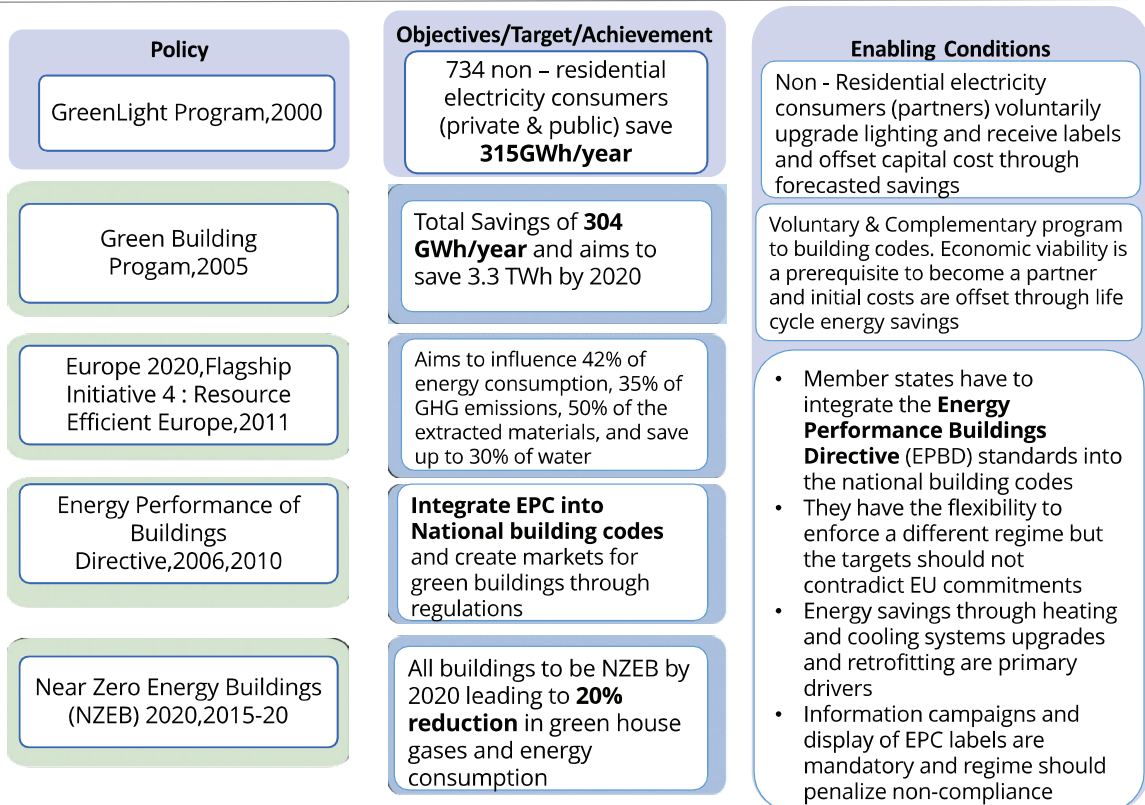 Policy
GreenLight Program,2000
Green Building
Progam,2005
Europe 2020,Flagship
Initiative 4 : Resource
Efficient Europe,2011
Energy Performance of
Buildings
Directive,2006,2010
Near Zero Energy Buildings
(NZEB) 2020,2015-20
Objectives/Target/Achievement
734 non – residential
electricity consumers
(private & public) save
315GWh/year
Total Savings of 304
GWh/year and aims to
save 3.3 TWh by 2020
Aims to influence 42% of
energy consumption, 35% of
GHG emissions, 50% of the
extracted materials, and save
up to 30% of water
Integrate EPC into
National building codes
and create markets for
green buildings through
regulations
All buildings to be NZEB by
2020 leading to 20%
reduction in green house
gases and energy
consumption
Enabling Conditions
Non - Residential electricity
consumers (partners) voluntarily
upgrade lighting and receive labels
and offset capital cost through
forecasted savings
Voluntary & Complementary program
to building codes. Economic viability is
a prerequisite to become a partner
and initial costs are offset through life
cycle energy savings
• Member states have to
integrate the Energy
Performance Buildings
Directive (EPBD) standards into
the national building codes
• They have the flexibility to
enforce a different regime but
the targets should not
contradict EU commitments
• Energy savings through heating
and cooling systems upgrades
and retrofitting are primary
drivers
• Information campaigns and
display of EPC labels are
mandatory and regime should
penalize non-compliance